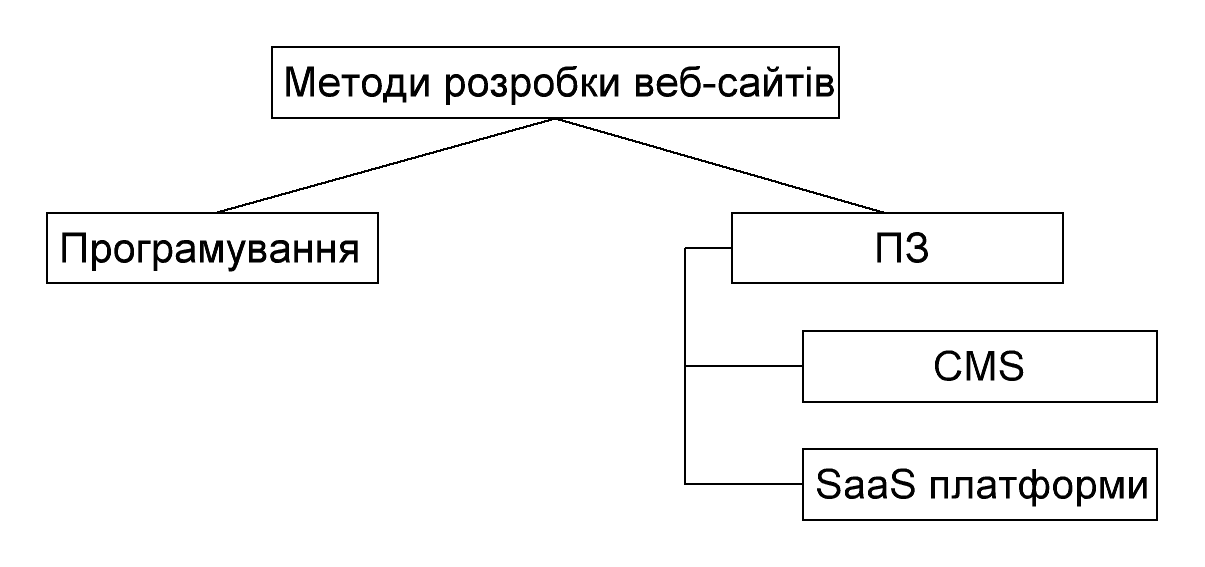 Методи розробки веб-сайтів
Програмування
ПЗ
CMS
SaaS платформи